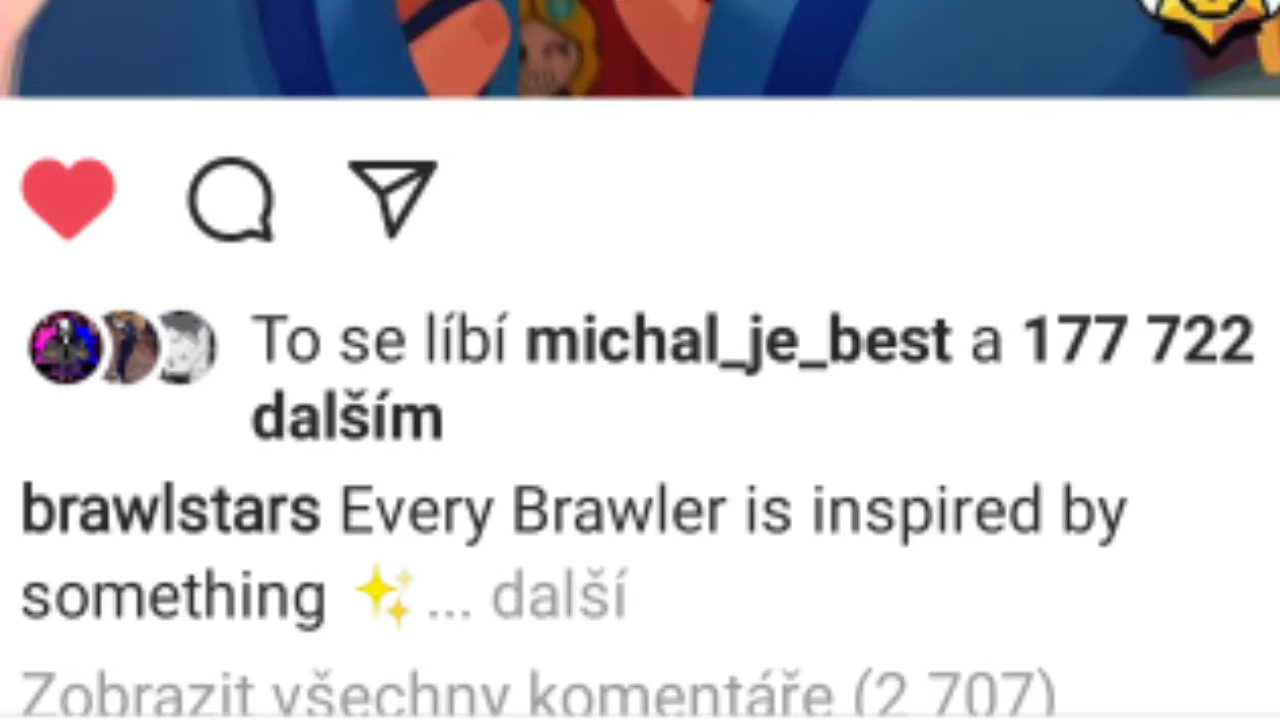 To se líbí michal_je_best a 177 722
dalším
brawlstars Every Brawler is inspired by
something ✨... další
Zobrazit všechny komentáře (2 707)